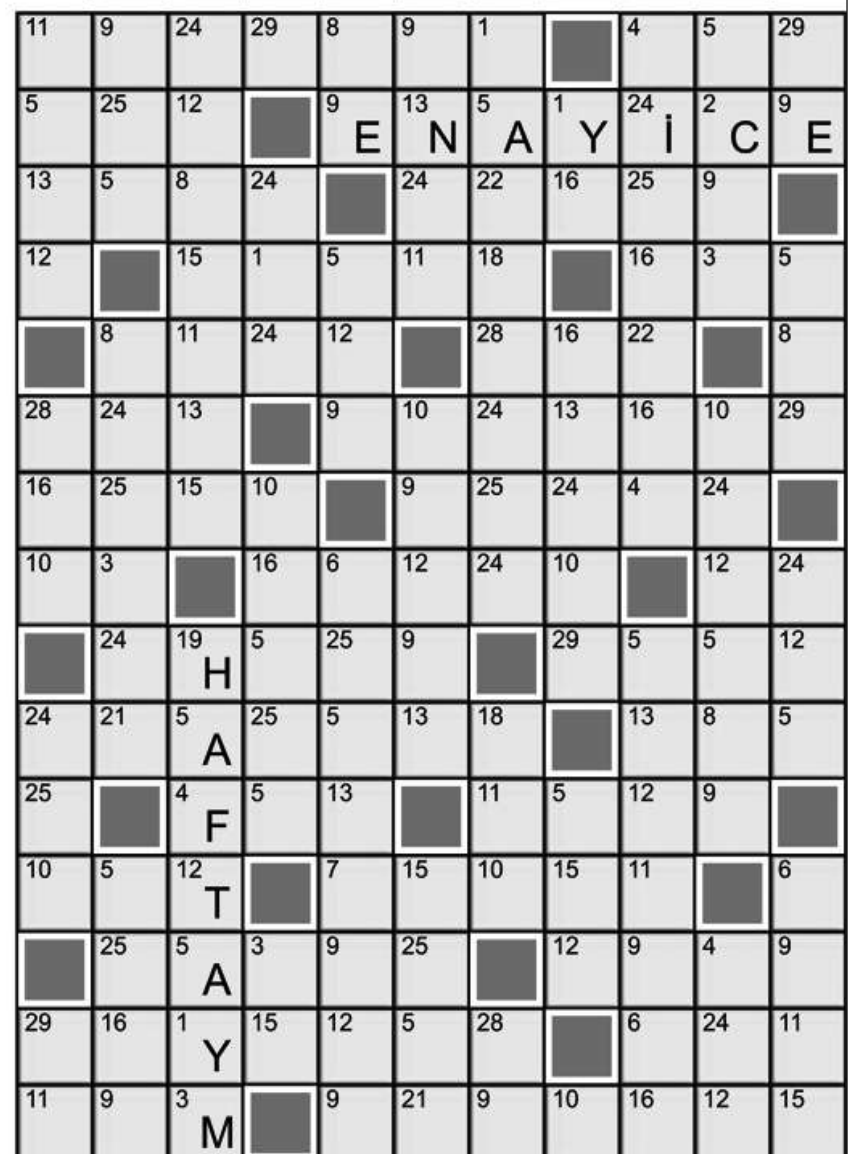 11 9 24 29 8 9 1 4 5 29
5 25 12 9 E 13 N 5 A 1 Y 24 İ 2 C 9 E
13 5 8 24 24 22 16 25 9
12 15 1 5 11 18 16 3 5
8 11 24 12 28 16 22 8
28 24 13 9 10 24 13 16 10 29
16 25 15 10 9 25 24 4 24
10 3 16 6 12 24 10 12 24
24 19 H 5 25 9 29 5 5 12
24 21 5 A 25 5 13 18 13 8 5
25 4 F 5 13 11 5 12 9
10 5 12 T 7 15 10 15 11 6
25 5 A 3 9 25 12 9 4 9
29 16 1 Y 15 12 5 28 6 24 11
11 9 3 M 9 21 9 10 16 12 15